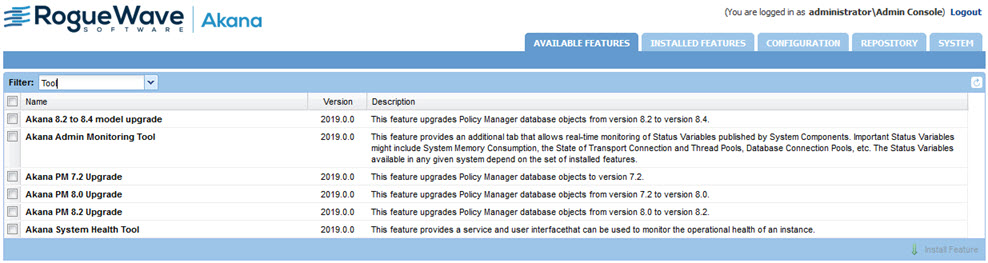 RogueWave SOFTWARE | Akana
(You are logged in as administrator\Admin Console) Logout
AVAILABLE FEATURES INSTALLED FEATURES CONFIGURATION REPOSITORY SYSTEM
Filter: Tool
Name Version Description
Akana 8.2 to 8.4 model upgrade 2019.0.0 This feature upgrades Policy Manager database objects from version 8.2 to version 8.4.
Akana Admin Monitoring Tool 2019.0.0 This feature provides an additional tab that allows real-time monitoring of Status Variables published by System Components. Important Status Variables
might include System Memory Consumption, the State of Transport Connection and Thread Pools, Database Connection Pools, etc. The Status Variables
available in any given system depend on the set of installed features.
Akana PM 7.2 Upgrade 2019.0.0 This feature upgrades Policy Manager database objects to version 7.2.
Akana PM 8.0 Upgrade 2019.0.0 This feature upgrades Policy Manager database objects from version 7.2 to version 8.0.
Akana PM 8.2 Upgrade 2019.0.0 This feature upgrades Policy Manager database objects from version 8.0 to version 8.2.
Akana System Health Tool 2019.0.0 This feature provides a service and user interfacethat can be used to monitor the operational health of an instance.
Install Feature